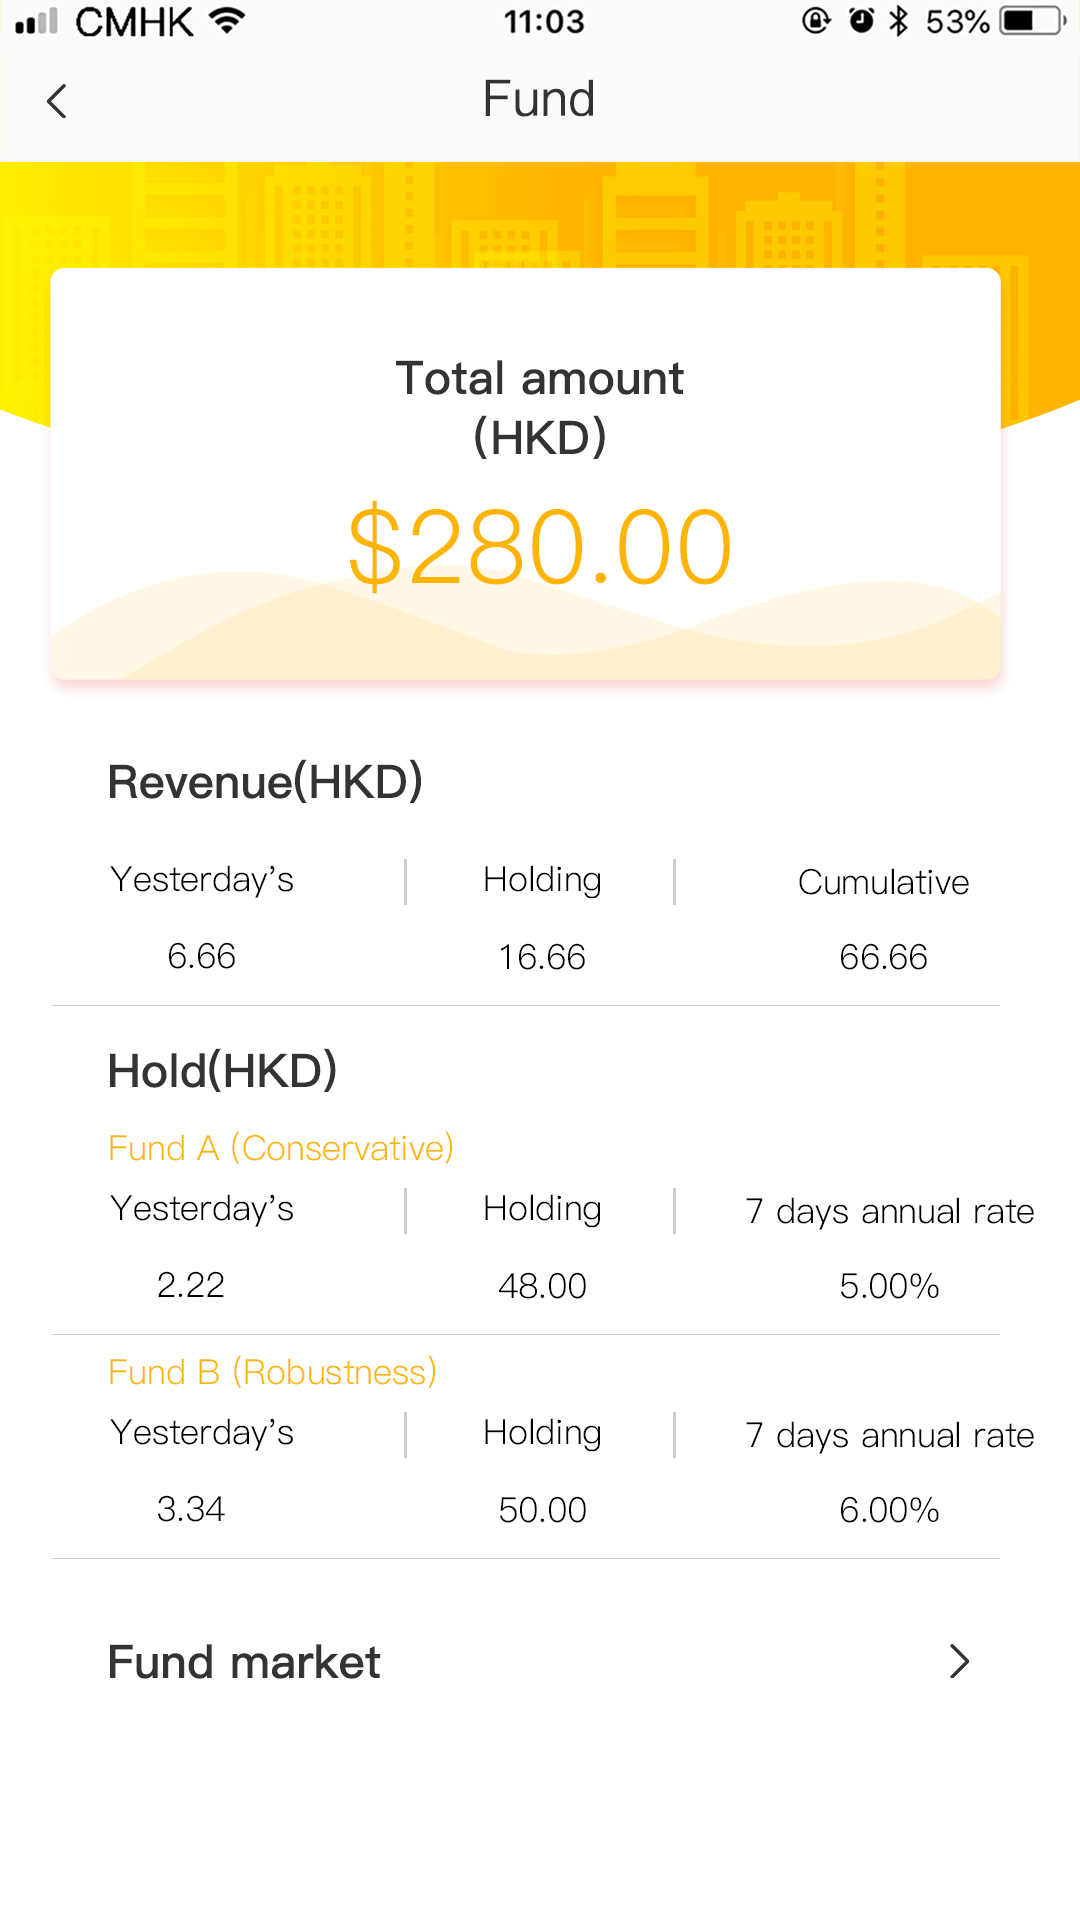 CMHK 11:03 53%
Fund
Total amount
(HKD)
$280.00
Revenue(HKD)
Yesterday's Holding Cumulative
6.66 16.66 66.66
Hold(HKD)
Fund A (Conservative)
Yesterday's Holding 7 days annual rate
2.22 48.00 5.00%
Fund B (Robustness)
Yesterday's Holding 7 days annual rate
3.34 50.00 6.00%
Fund market